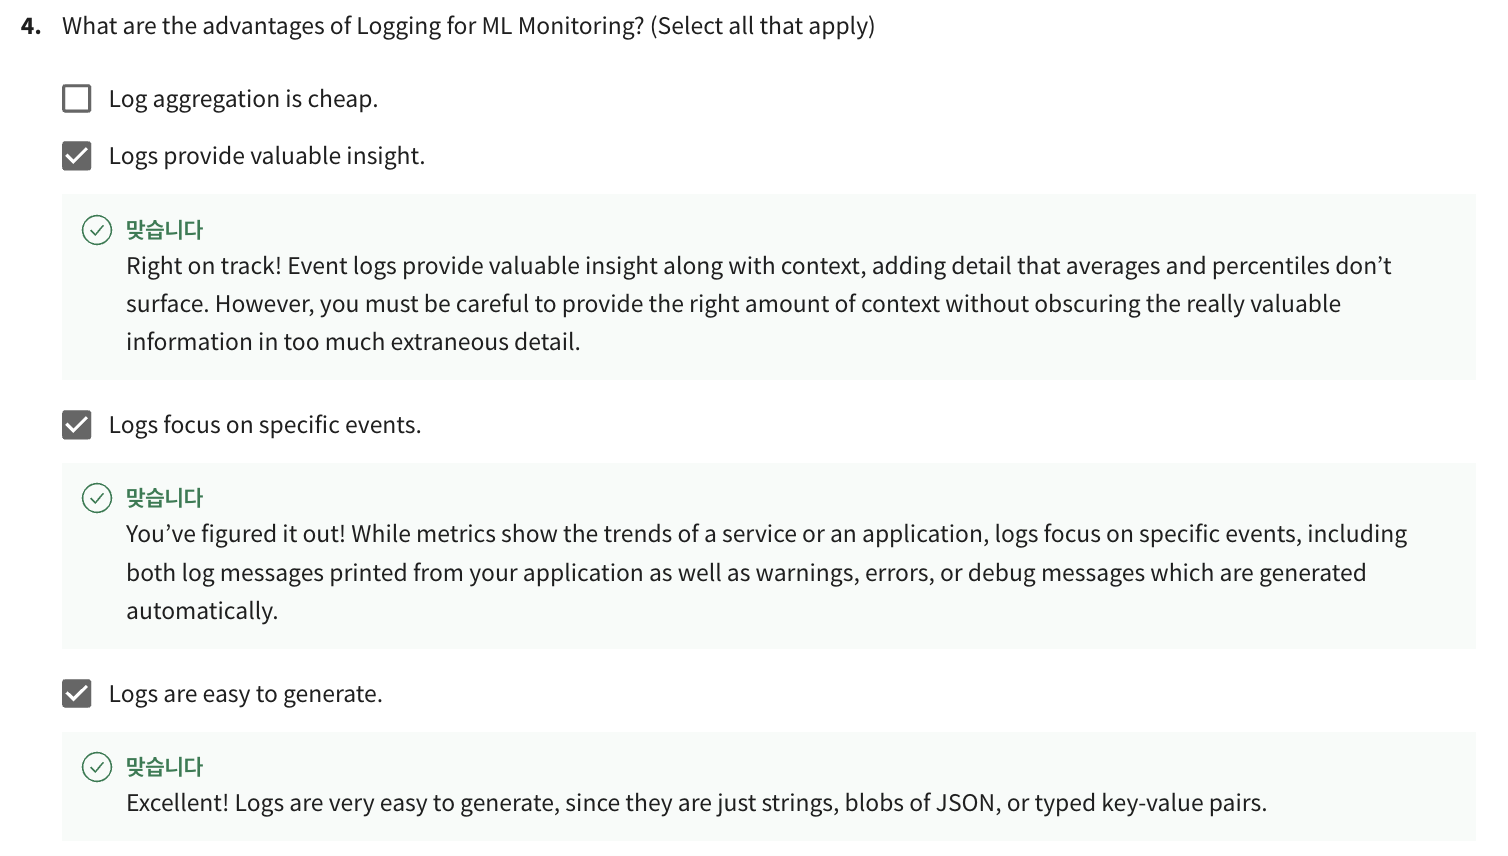 4. What are the advantages of Logging for ML Monitoring? (Select all that apply)
Log aggregation is cheap.
Logs provide valuable insight.
맞습니다
Right on track! Event logs provide valuable insight along with context, adding detail that averages and percentiles don’t
surface. However, you must be careful to provide the right amount of context without obscuring the really valuable
information in too much extraneous detail.
Logs focus on specific events.
맞습니다
You’ve figured it out! While metrics show the trends of a service or an application, logs focus on specific events, including
both log messages printed from your application as well as warnings, errors, or debug messages which are generated
automatically.
Logs are easy to generate.
맞습니다
Excellent! Logs are very easy to generate, since they are just strings, blobs of JSON, or typed key-value pairs.